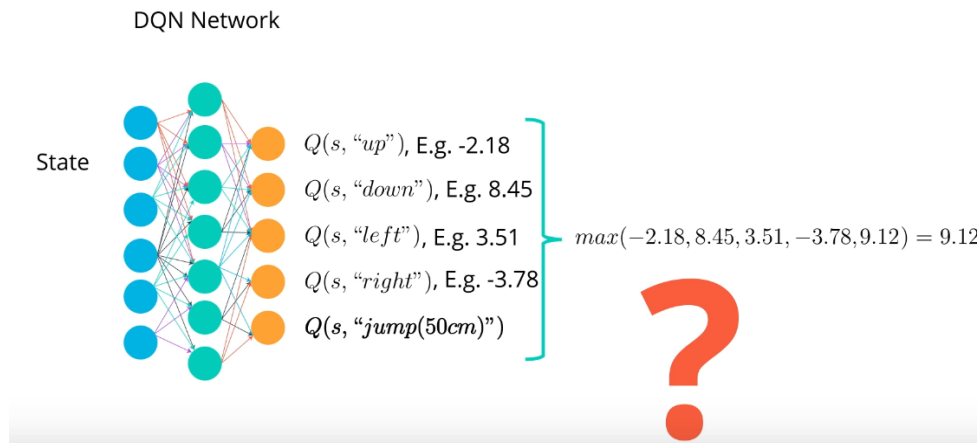 DQN Network
State
Q(s, “up”), E.g. -2.18
Q(s, “down”), E.g. 8.45
Q(s, “left”), E.g. 3.51
Q(s, “right”), E.g. -3.78
Q(s, “jump(50cm)”)
max(−2.18, 8.45, 3.51, −3.78, 9.12) = 9.12
?